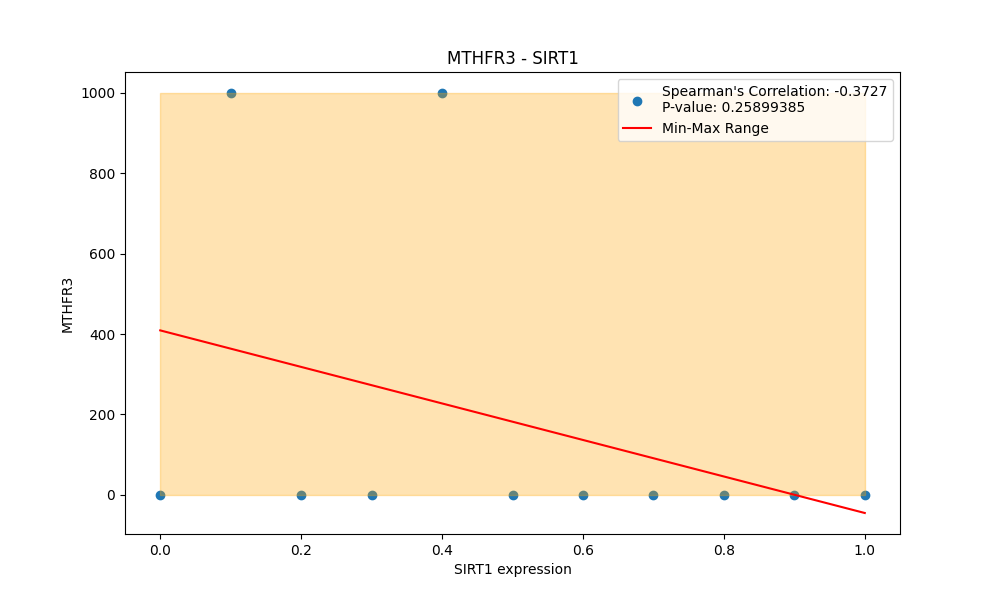 MTHFR3 - SIRT1
Spearman's Correlation: -0.3727
P-value: 0.25899385
Min-Max Range
1000
800
600
400
200
0
MTHFR3
0.0 0.2 0.4 0.6 0.8 1.0
SIRT1 expression